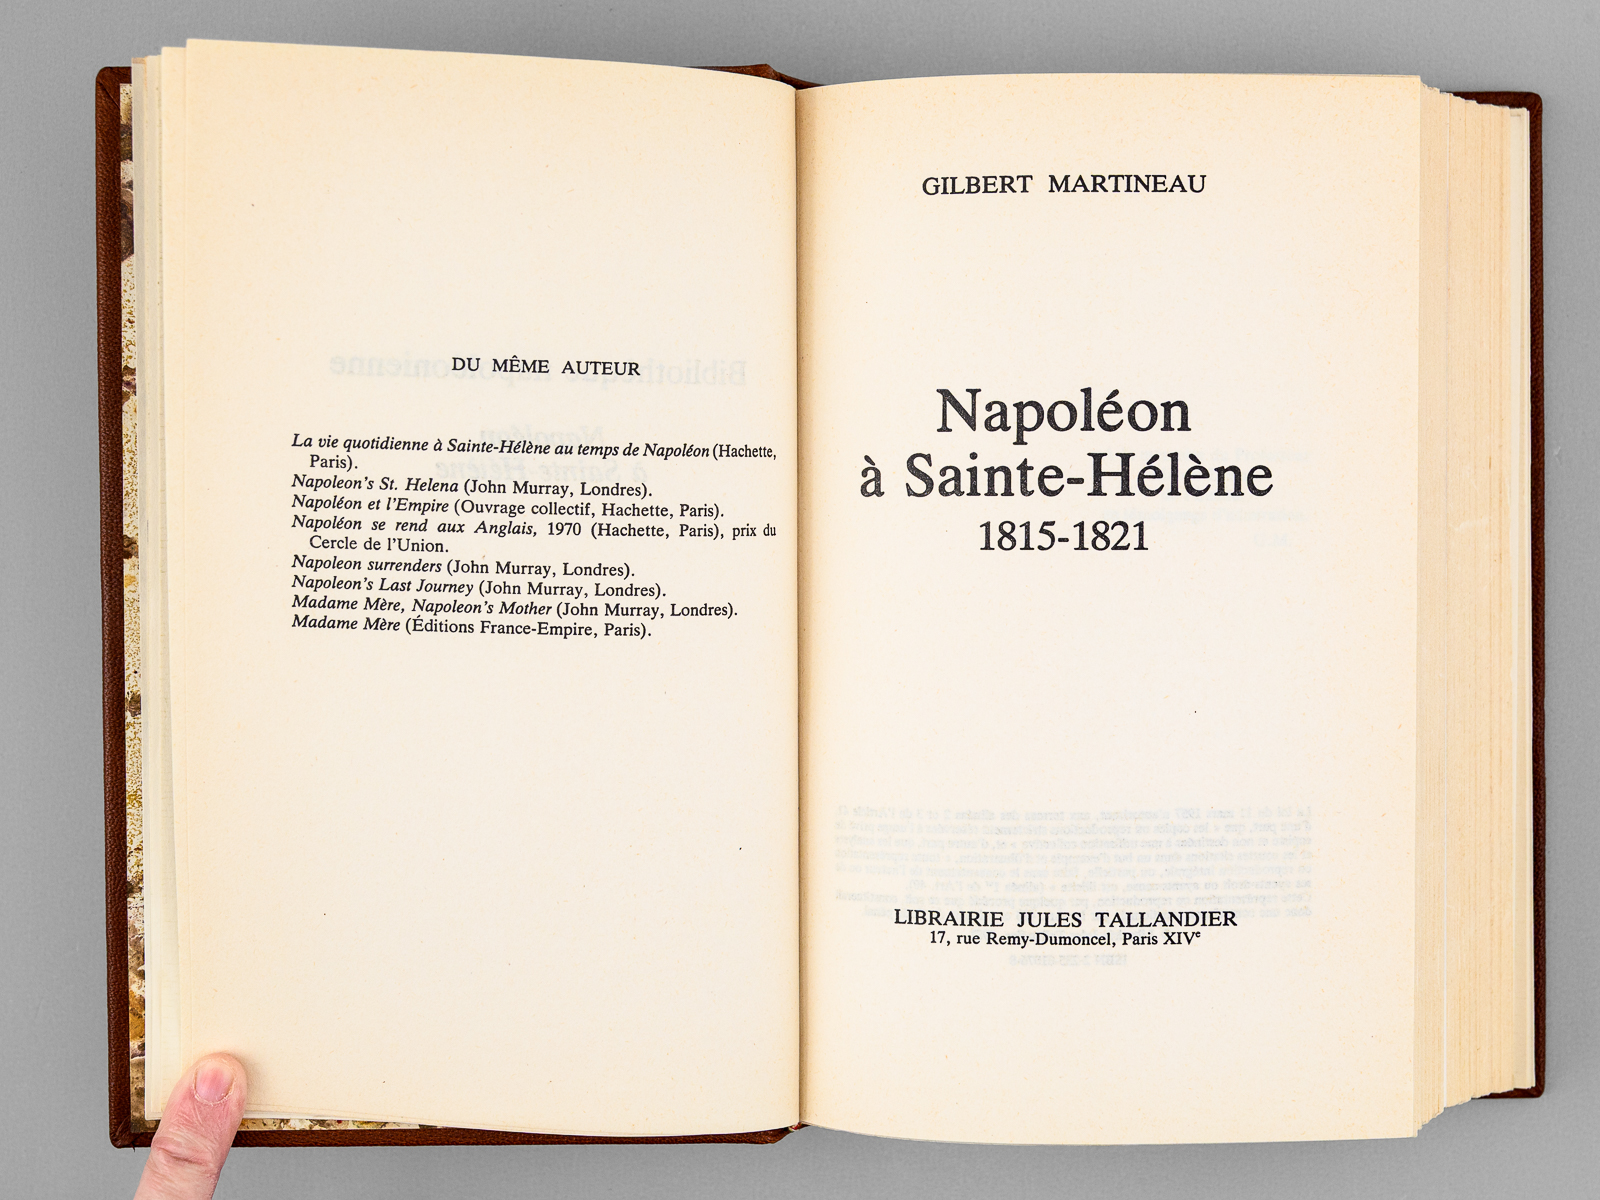 DU MÊME AUTEUR
La vie quotidienne à Sainte-Hélène au temps de Napoléon (Hachette,
Paris).
Napoleon's St. Helena (John Murray, Londres).
Napoléon et l'Empire (Ouvrage collectif, Hachette, Paris).
Napoléon se rend aux Anglais, 1970 (Hachette, Paris), prix du
Cercle de l'Union.
Napoleon surrenders (John Murray, Londres).
Napoleon's Last Journey (John Murray, Londres).
Madame Mère, Napoleon's Mother (John Murray, Londres).
Madame Mère (Éditions France-Empire, Paris).
GILBERT MARTINEAU
Napoléon
à Sainte-Hélène
1815-1821
LIBRAIRIE JULES TALLANDIER
17, rue Remy-Dumoncel, Paris XIVe